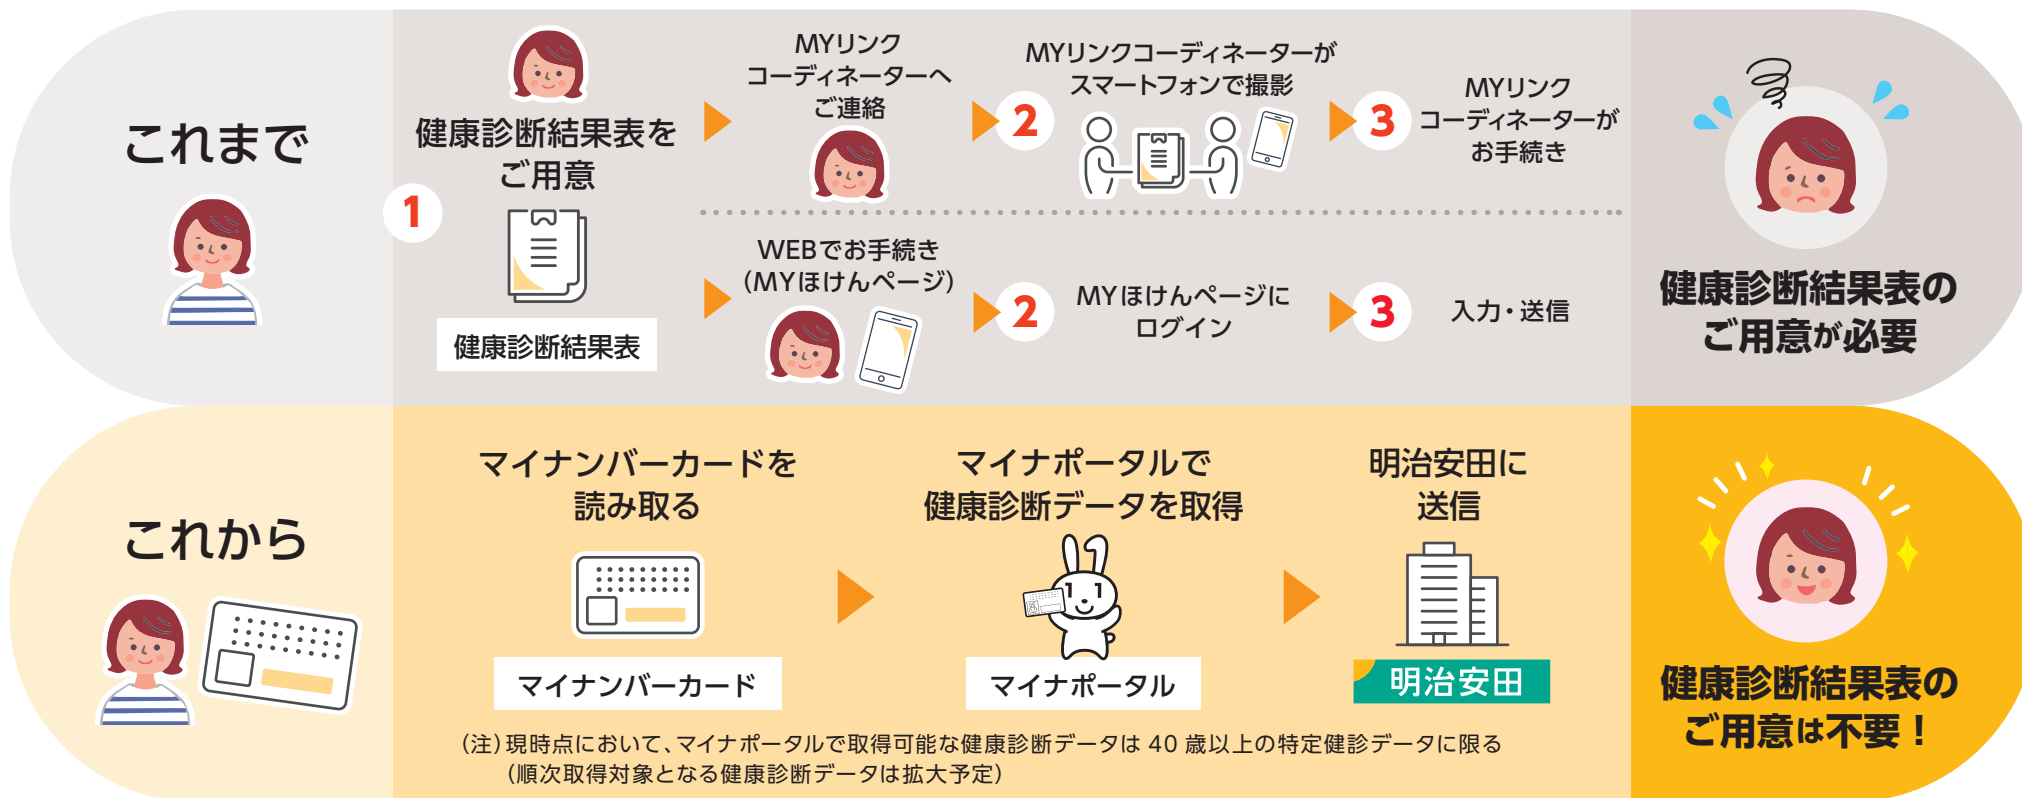 これまで
1
健康診断結果表を
ご用意
健康診断結果表
MYリンク
コーディネーターへ
ご連絡
2
MYリンクコーディネーターが
スマートフォンで撮影
3
MYリンク
コーディネーターが
お手続き
WEBでお手続き
(MYほけんページ)
2
MYほけんページに
ログイン
3
入力・送信
健康診断結果表の
ご用意が必要
これから
マイナンバーカードを
読み取る
マイナンバーカード
マイナポータルで
健康診断データを取得
マイナポータル
明治安田に
送信
明治安田
健康診断結果表の
ご用意は不要！
(注)現時点において、マイナポータルで取得可能な健康診断データは 40 歳以上の特定健診データに限る
(順次取得対象となる健康診断データは拡大予定)